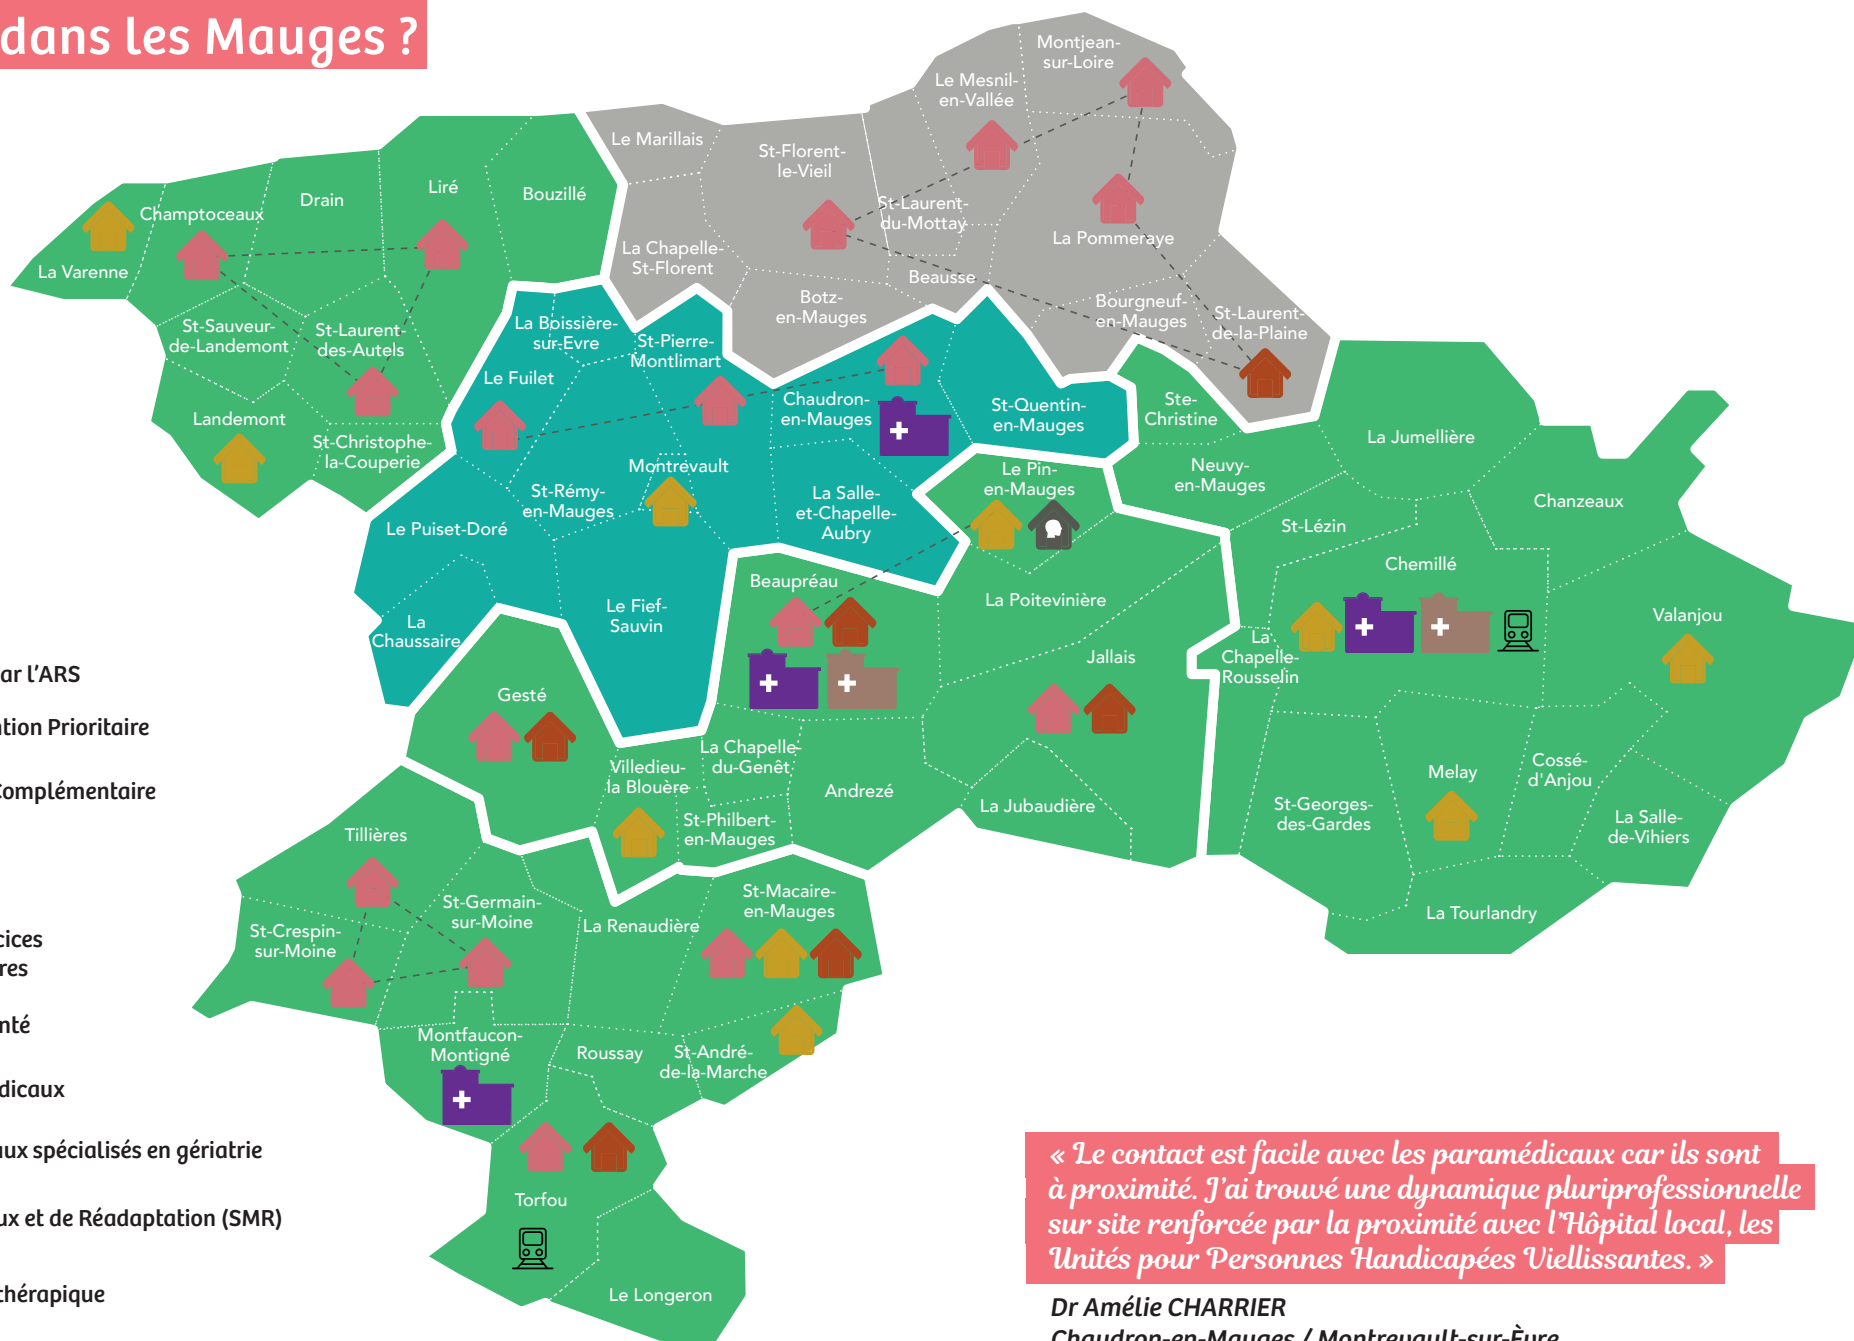 dans les Mauges ?
Montjean-
sur-Loire
Le Mesnil-
en-Vallée
Le Marillais
St-Florent-
le-Vieil
St-Laurent-
du-Mottay
La Pommeraye
La Chapelle-
St-Florent
Beausse
Botz-
en-Mauges
Bourgneuf-
en-Mauges
St-Laurent-
de-la-Plaine
Bouzillé
Liré
Drain
Champtoceaux
La Varenne
St-Sauveur-
de-Landemont
St-Laurent-
des-Autels
Landemont
St-Christophe-
la-Couperie
La Boissière-
sur-Evre
St-Pierre-
Montlimart
Le Fuilet
Chaudron-
en-Mauges
St-Quentin-
en-Mauges
Montrevault
St-Rémy-
en-Mauges
La Salle-
et-Chapelle-
Aubry
Le Puiset-Doré
La
Chaussaire
Le Fief-
Sauvin
Ste-
Christine
La Jumellière
Neuvy-
en-Mauges
Chanzeaux
St-Lézin
Chemillé
Valanjou
La
Chapelle-
Rousselin
Melay
Cossé-
d'Anjou
St-Georges-
des-Gardes
La Salle-
de-Vihiers
La Tourlandry
Le Pin-
en-Mauges
Beaupréau
La Poitevinière
Jallais
Gesté
Villedieu-
la Blouère
La Chapelle-
du-Genêt
Andrezé
La Jubaudière
St-Philbert-
en-Mauges
Tillières
St-Germain-
sur-Moine
St-Crespin-
sur-Moine
La Renaudière
St-Macaire-
en-Mauges
Montfaucon-
Montigné
Roussay
St-André-
de-la-Marche
Torfou
Le Longeron
ar l'ARS
tion Prioritaire
Complémentaire
cices
res
nté
dicaux
aux spécialisés en gériatrie
ux et de Réadaptation (SMR)
thérapique
« Le contact est facile avec les paramédicaux car ils sont
à proximité. J'ai trouvé une dynamique pluriprofessionnelle
sur site renforcée par la proximité avec l'Hôpital local, les
Unités pour Personnes Handicapées Viellissantes. »
Dr Amélie CHARRIER
Chaudron-en-Mauges / Montrevault-sur-Èvre